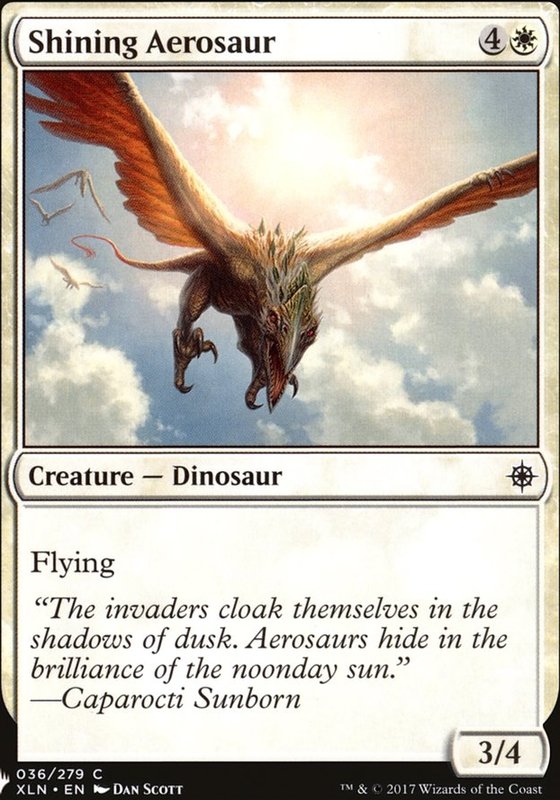 Shining Aerosaur 4
Creature — Dinosaur
Flying
“The invaders cloak themselves in the
shadows of dusk. Aerosaurs hide in the
brilliance of the noonday sun.”
—Caparocti Sunborn
3/4
036/279 C
XLN • EN DAN SCOTT
™ & © 2017 Wizards of the Coast